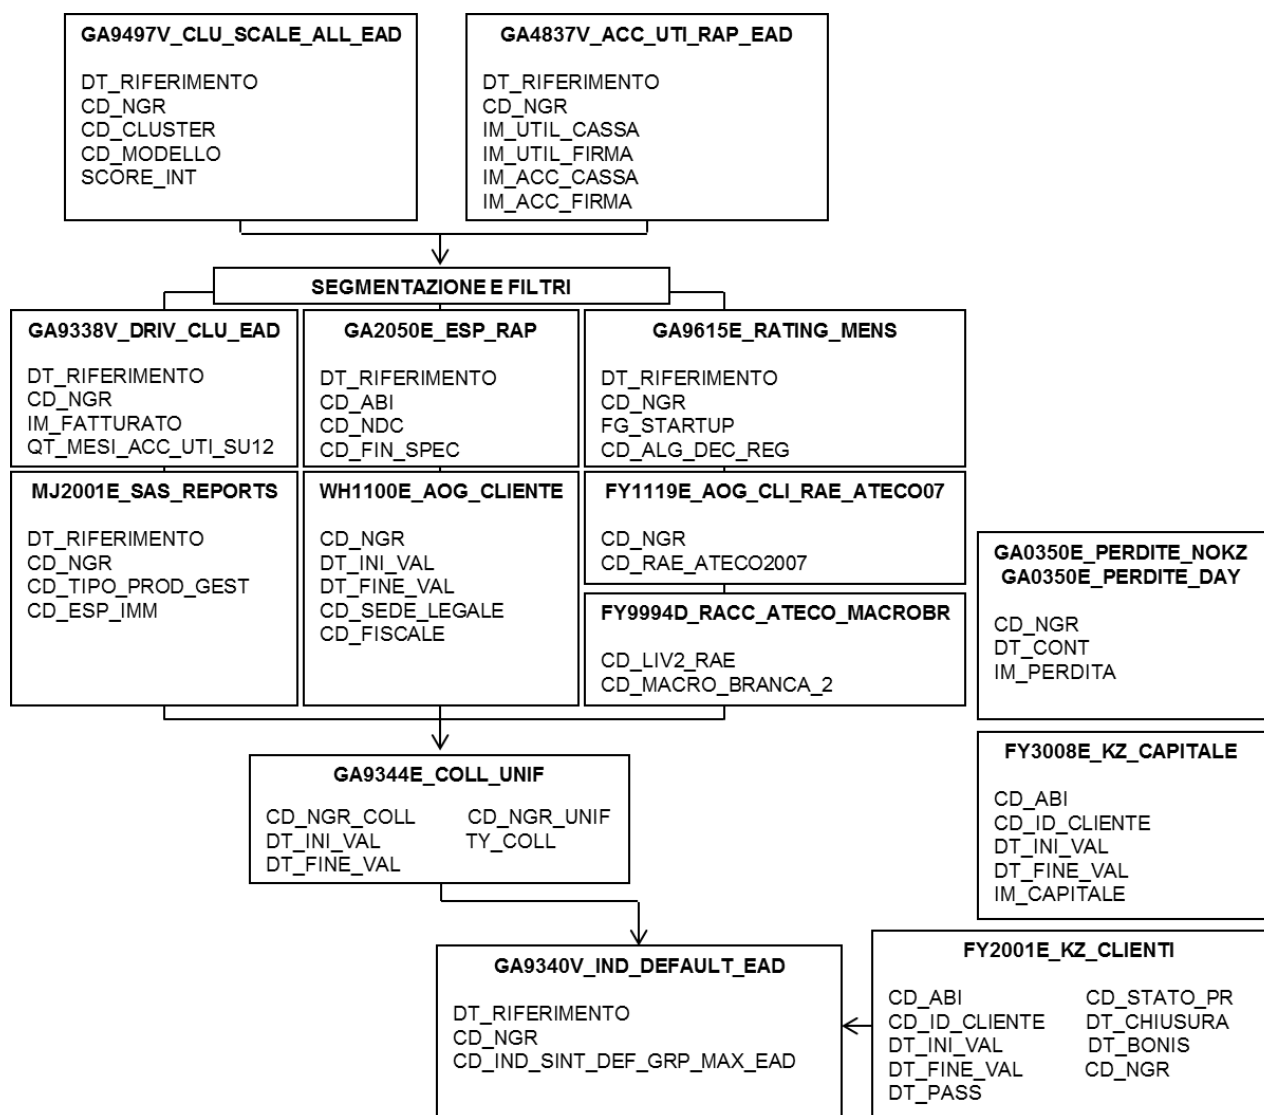 GA9497V_CLU_SCALE_ALL_EAD
DT_RIFERIMENTO
CD_NGR
CD_CLUSTER
CD_MODELLO
SCORE_INT
GA4837V_ACC_UTI_RAP_EAD
DT_RIFERIMENTO
CD_NGR
IM_UTIL_CASSA
IM_UTIL_FIRMA
IM_ACC_CASSA
IM_ACC_FIRMA
SEGMENTAZIONE E FILTRI
GA9338V_DRIV_CLU_EAD
DT_RIFERIMENTO
CD_NGR
IM_FATTURATO
QT_MESI_ACC_UTI_SU12
GA2050E_ESP_RAP
DT_RIFERIMENTO
CD_ABI
CD_NDC
CD_FIN_SPEC
GA9615E_RATING_MENS
DT_RIFERIMENTO
CD_NGR
FG_STARTUP
CD_ALG_DEC_REG
MJ2001E_SAS_REPORTS
DT_RIFERIMENTO
CD_NGR
CD_TIPO_PROD_GEST
CD_ESP_IMM
WH1100E_AOG_CLIENTE
CD_NGR
DT_INI_VAL
DT_FINE_VAL
CD_SEDE_LEGALE
CD_FISCALE
FY1119E_AOG_CLI_RAE_ATECO07
CD_NGR
CD_RAE_ATECO2007
FY9994D_RACC_ATECO_MACROBR
CD_LIV2_RAE
CD_MACRO_BRANCA_2
GA0350E_PERDITE_NOKZ
GA0350E_PERDITE_DAY
CD_NGR
DT_CONT
IM_PERDITA
GA9344E_COLL_UNIF
CD_NGR_COLL CD_NGR_UNIF
DT_INI_VAL TY_COLL
DT_FINE_VAL
FY3008E_KZ_CAPITALE
CD_ABI
CD_ID_CLIENTE
DT_INI_VAL
DT_FINE_VAL
IM_CAPITALE
GA9340V_IND_DEFAULT_EAD
DT_RIFERIMENTO
CD_NGR
CD_IND_SINT_DEF_GRP_MAX_EAD
FY2001E_KZ_CLIENTI
CD_ABI CD_STATO_PR
CD_ID_CLIENTE DT_CHIUSURA
DT_INI_VAL DT_BONIS
DT_FINE_VAL CD_NGR
DT_PASS